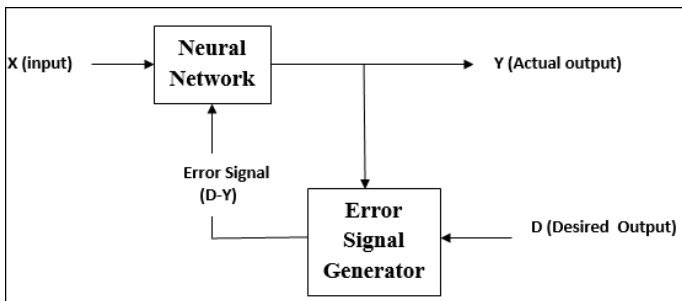 Neural
Network
X (input)
Y (Actual output)
Error Signal
(D-Y)
Error
Signal
Generator
D (Desired Output)